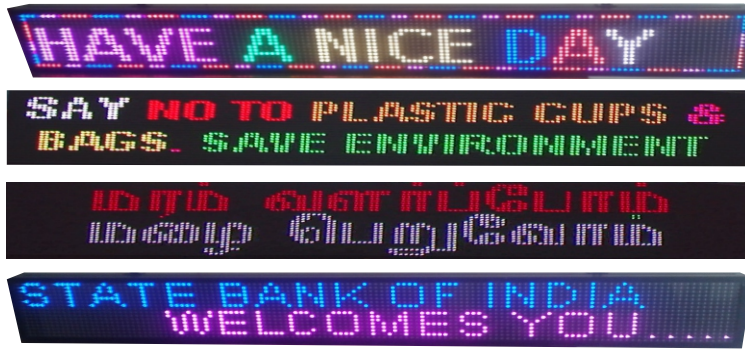 HAVE A NICE DAY
SAY NO TO PLASTIC CUPS &
BAGS. SAVE ENVIRONMENT
மரம் வளர்ப்போம்
மழை பெறுவோம்
STATE BANK OF INDIA
WELCOMES YOU.....